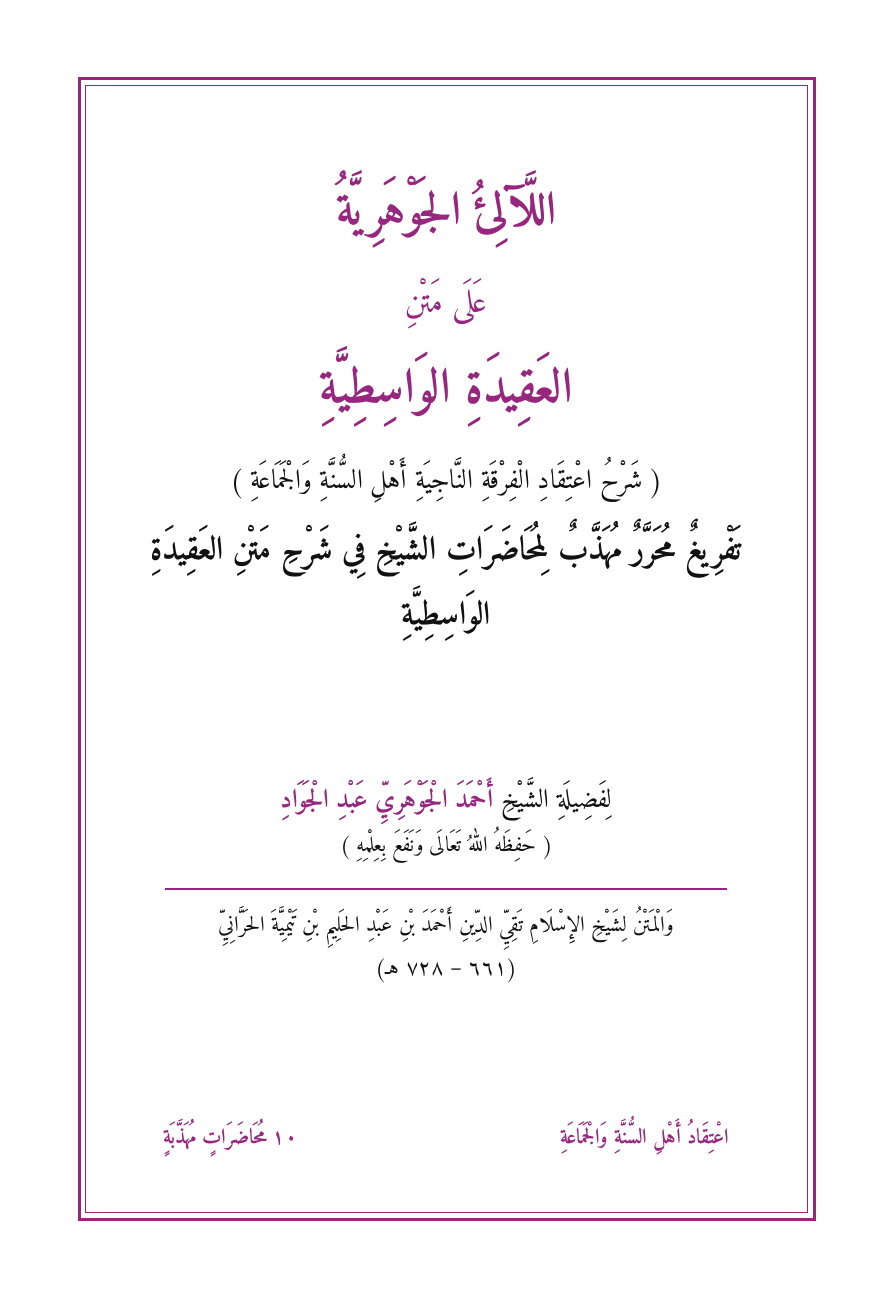 اللَّآلِئُ الجَوْهَرِيَّةُ
عَلَى مَتْنِ
العَقِيدَةِ الوَاسِطِيَّةِ
( شَرْحُ اعْتِقَادِ الْفِرْقَةِ النَّاجِيَةِ أَهْلِ السُّنَّةِ وَالْجَمَاعَةِ )
تَفْرِيغٌ مُحَرَّرٌ مُهَذَّبٌ لِمُحَاضَرَاتِ الشَّيْخِ فِي شَرْحِ مَتْنِ العَقِيدَةِ
الوَاسِطِيَّةِ
لِفَضِيلَةِ الشَّيْخِ أَحْمَدَ الْجَوْهَرِيِّ عَبْدِ الْجَوَادِ
( حَفِظَهُ اللهُ تَعَالَى وَنَفَعَ بِعِلْمِهِ )
وَالْمَتْنُ لِشَيْخِ الإِسْلَامِ تَقِيِّ الدِّينِ أَحْمَدَ بْنِ عَبْدِ الحَلِيمِ بْنِ تَيْمِيَّةَ الحَرَّانِيِّ
(٦٦١ – ٧٢٨ هـ)
اعْتِقَادُ أَهْلِ السُّنَّةِ وَالْجَمَاعَةِ
١٠ مُحَاضَرَاتٍ مُهَذَّبَةٍ